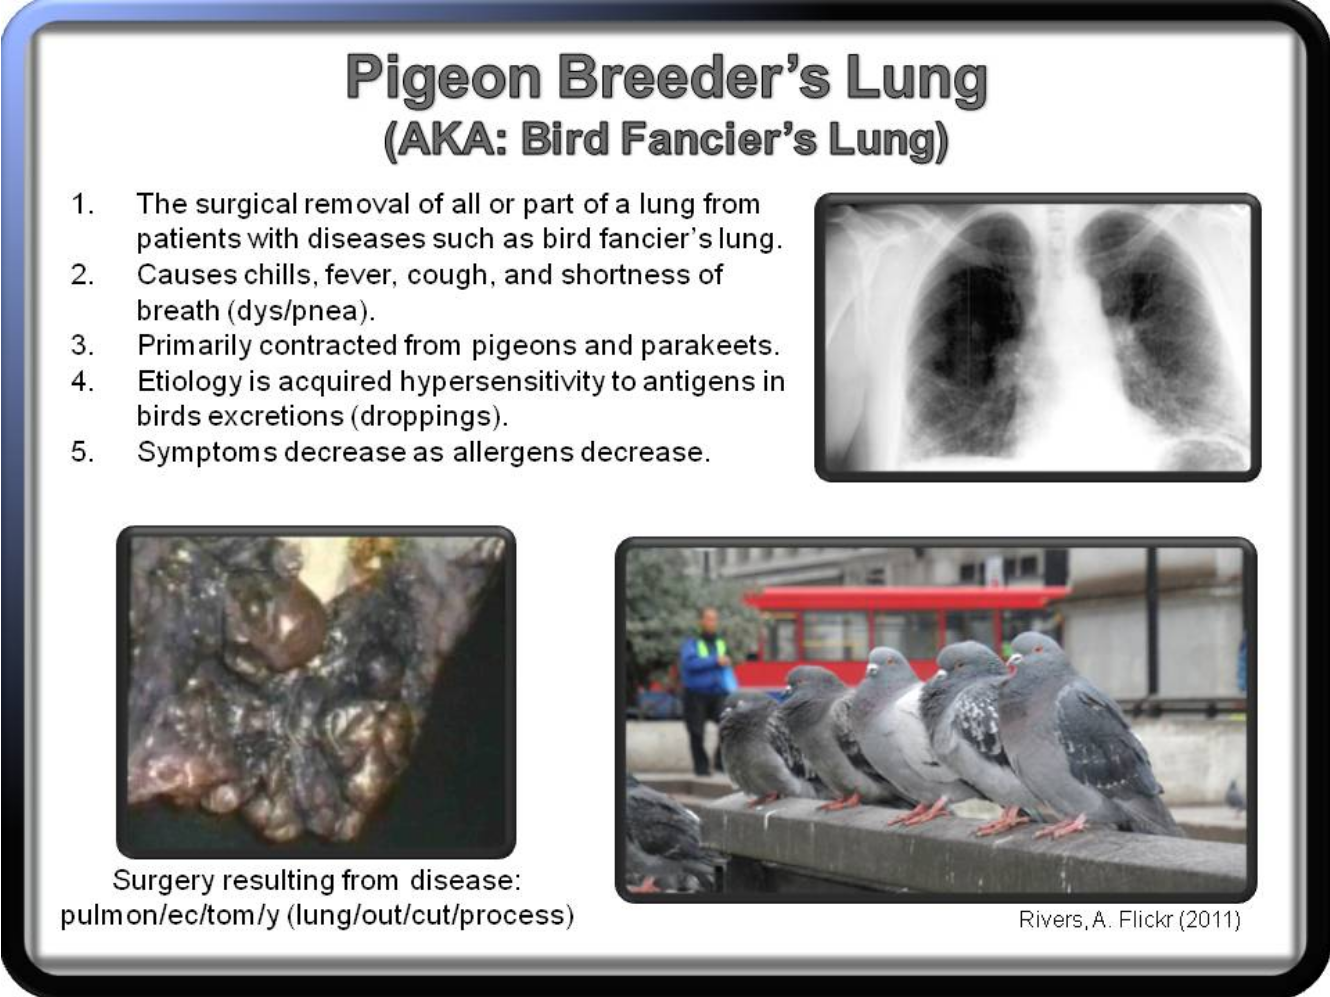 Pigeon Breeder’s Lung
(AKA: Bird Fancier’s Lung)
1. The surgical removal of all or part of a lung from
patients with diseases such as bird fancier’s lung.
2. Causes chills, fever, cough, and shortness of
breath (dys/pnea).
3. Primarily contracted from pigeons and parakeets.
4. Etiology is acquired hypersensitivity to antigens in
birds excretions (droppings).
5. Symptoms decrease as allergens decrease.
Surgery resulting from disease:
pulmon/ec/tom/y (lung/out/cut/process)
Rivers, A. Flickr (2011)